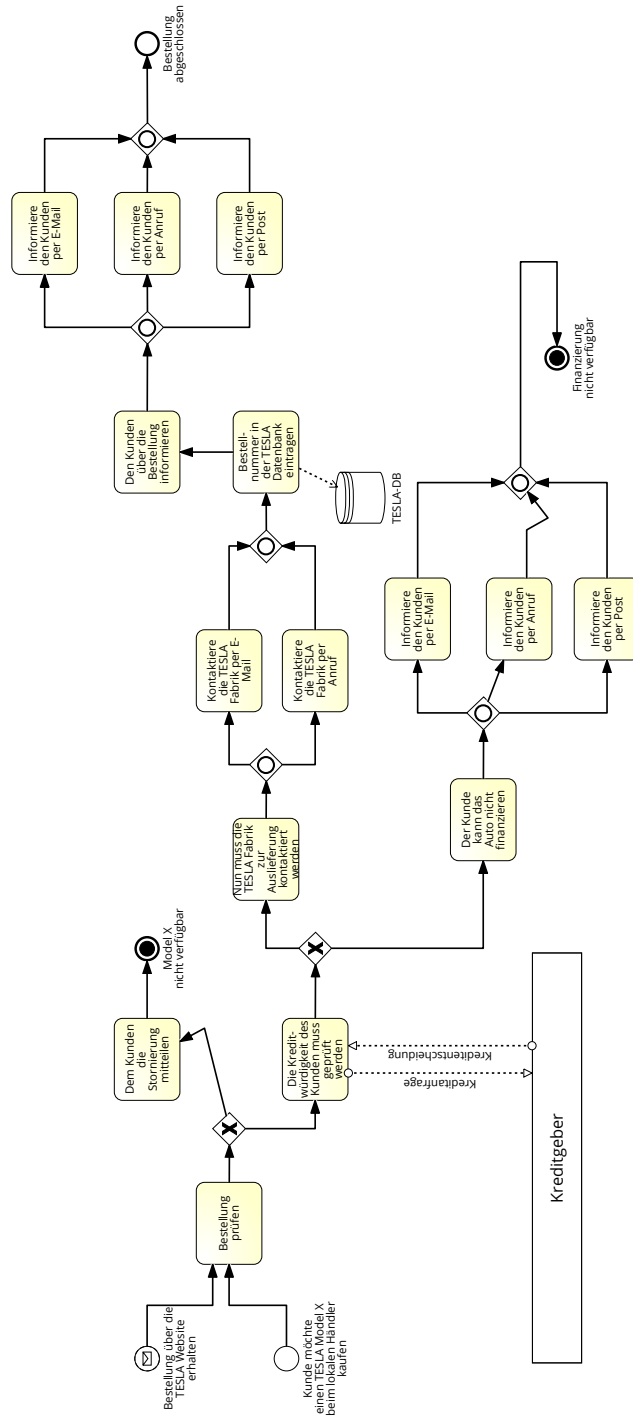 Bestellung über die
TESLA Website
erhalten
Kunde möchte
einen TESLA Model X
beim lokalen Händler
kaufen
Bestellung
prüfen
X
Dem Kunden
die
Stornierung
mitteilen
Model X
nicht verfügbar
Die Kredit-
würdigkeit des
Kunden muss
geprüft
werden
Kreditanfrage
Kreditentscheidung
Kreditgeber
X
Nun muss die
TESLA Fabrik
zur
Auslieferung
kontaktiert
werden
Kontaktiere
die TESLA
Fabrik per E-
Mail
Kontaktiere
die TESLA
Fabrik per
Anruf
Bestell-
nummer in
der TESLA
Datenbank
eintragen
TESLA-DB
Den Kunden
über die
Bestellung
informieren
Informiere
den Kunden
per E-Mail
Informiere
den Kunden
per Anruf
Informiere
den Kunden
per Post
Bestellung
abgeschlossen
Der Kunde
kann das
Auto nicht
finanzieren
Informiere
den Kunden
per E-Mail
Informiere
den Kunden
per Anruf
Informiere
den Kunden
per Post
Finanzierung
nicht verfügbar